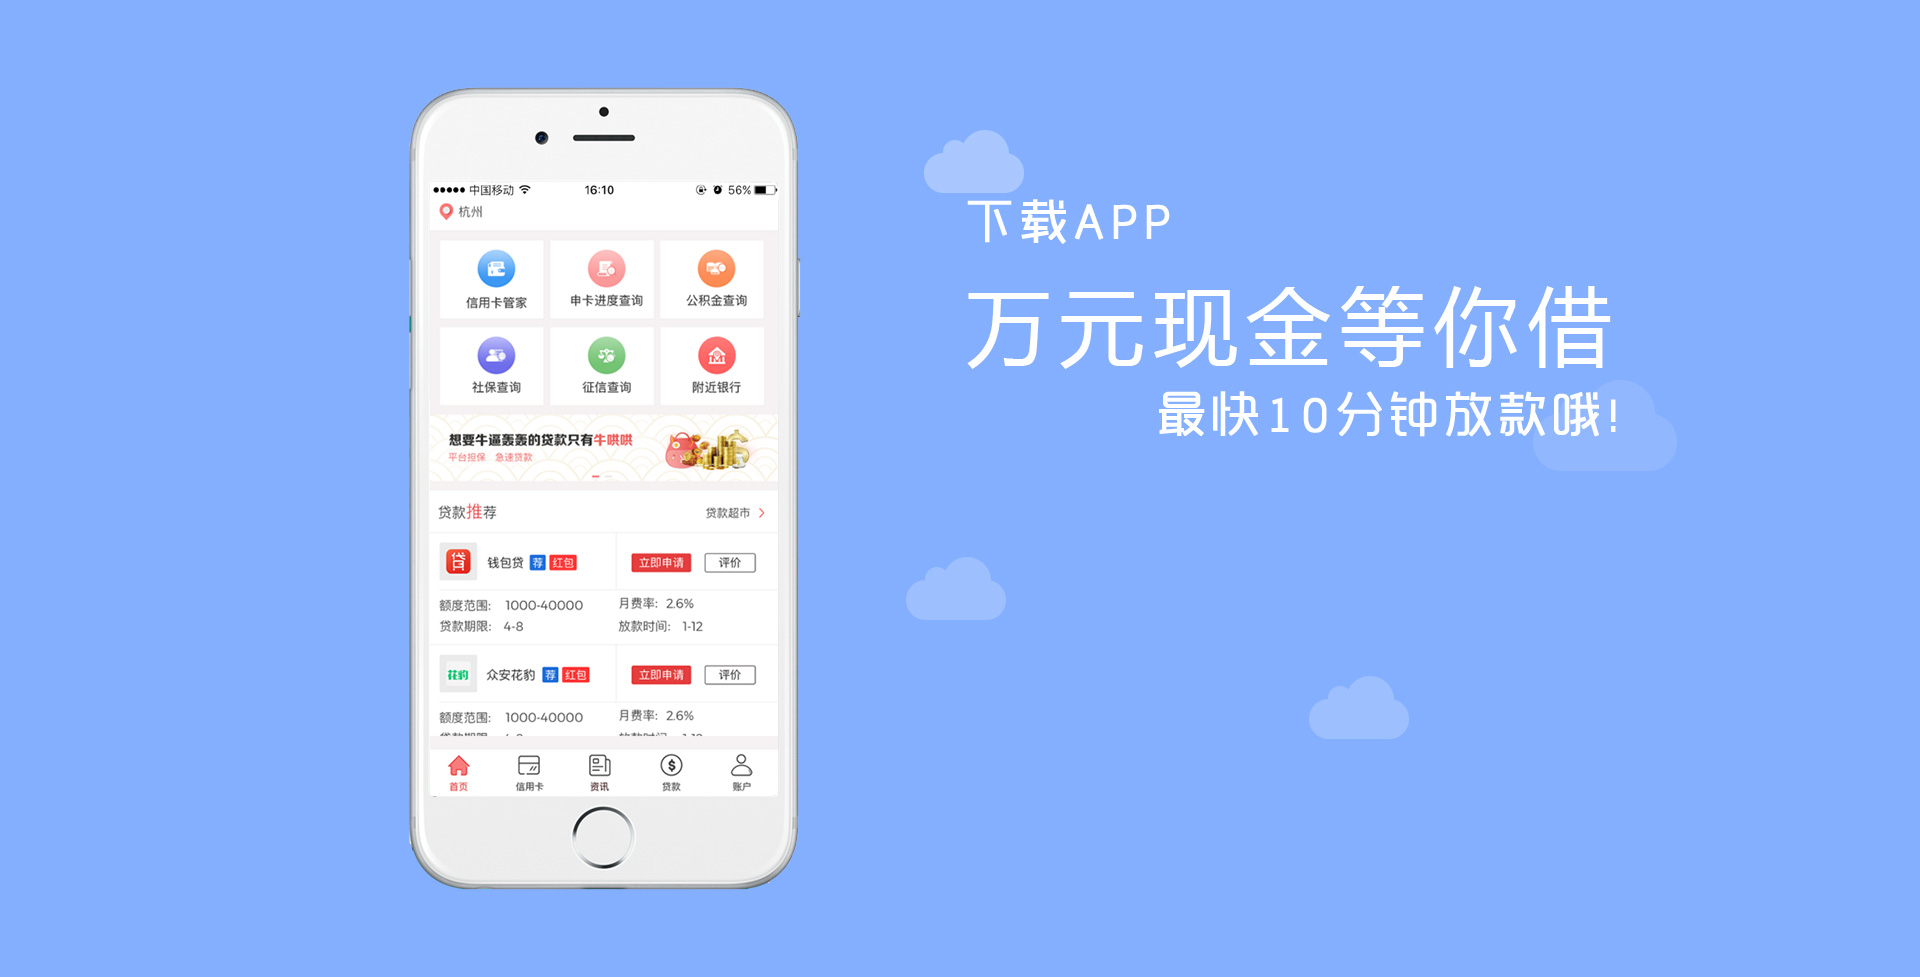 中国移动
16:10
56%
杭州
信用卡管家
申卡进度查询
公积金查询
社保查询
征信查询
附近银行
想要牛逼轰轰的贷款只有牛哄哄
平台担保 急速贷款
贷款推荐
贷款超市
贷
钱包贷 荐 红包
立即申请
评价
额度范围: 1000-40000
月费率: 2.6%
贷款期限: 4-8
放款时间: 1-12
花豹
众安花豹 荐 红包
立即申请
评价
额度范围: 1000-40000
月费率: 2.6%
首页
信用卡
资讯
贷款
账户
下载APP
万元现金等你借
最快10分钟放款哦!